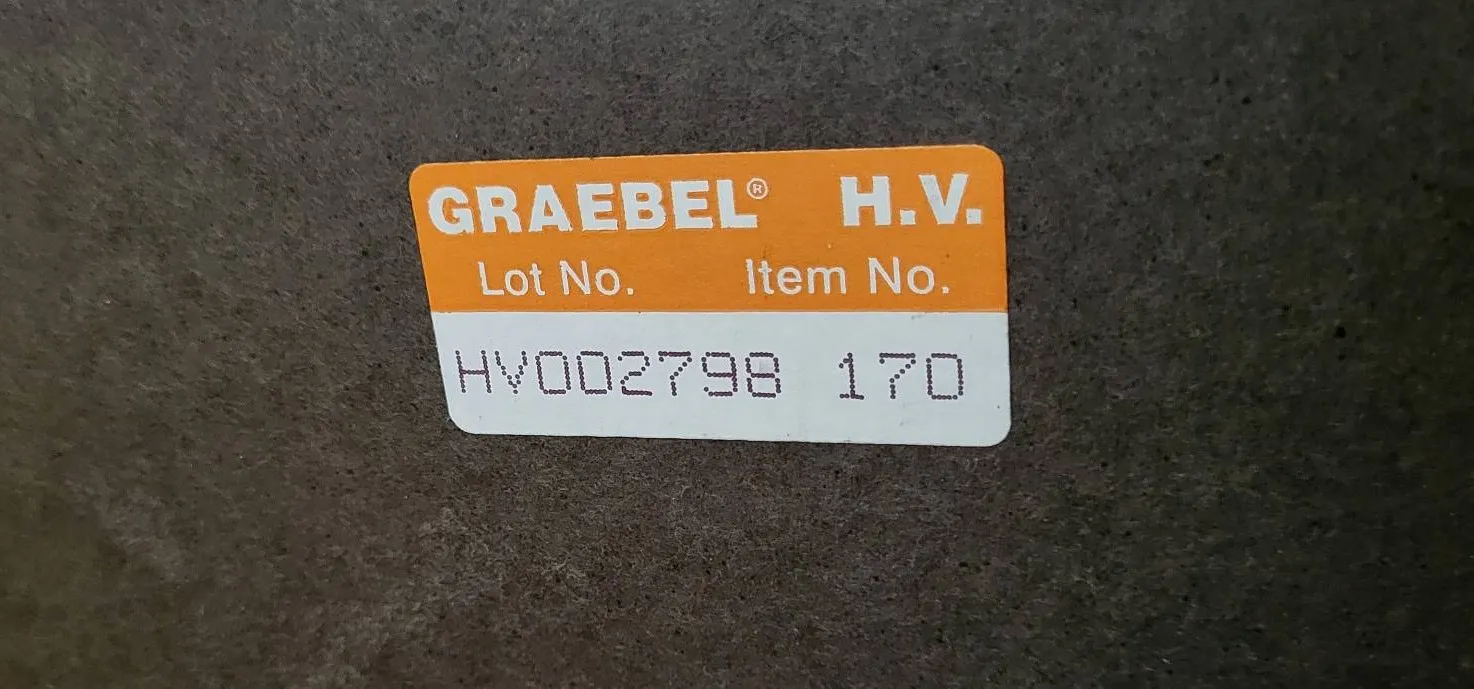 GRAEBEL® H.V.
Lot No. Item No.
HV002798 170